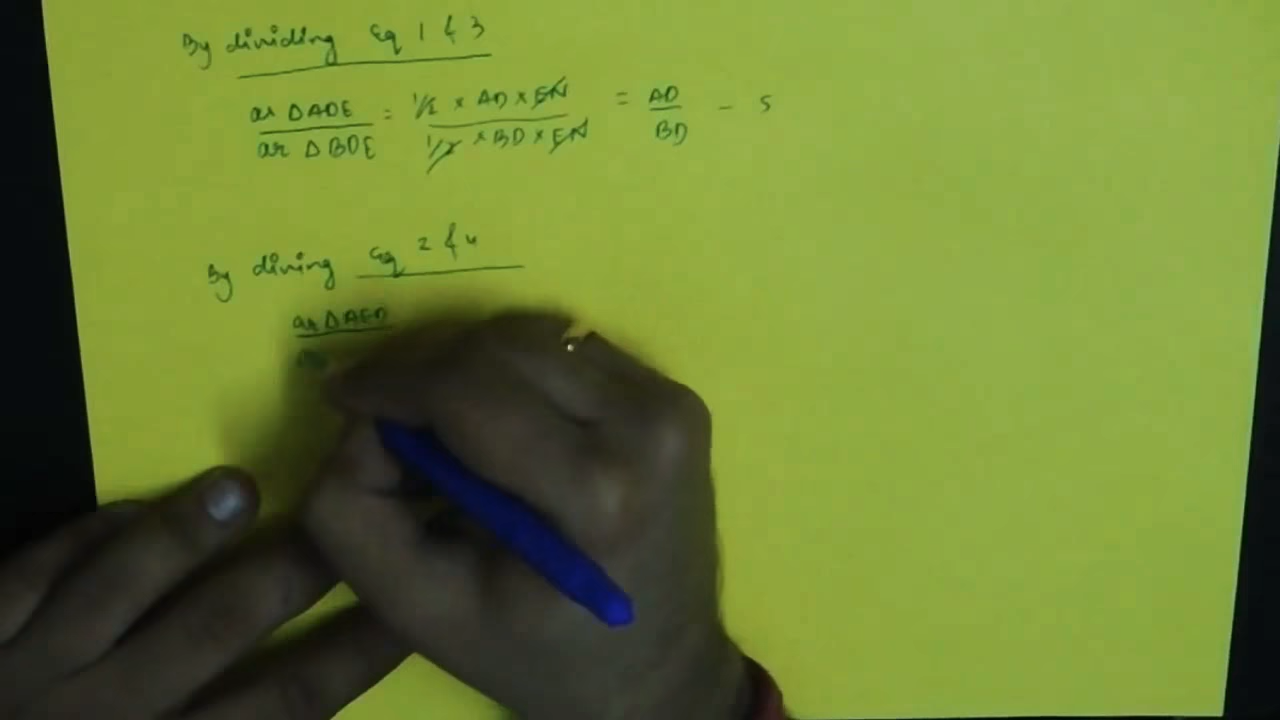 By dividing Eq 1 & 3
ar ΔADE / ar ΔBDE = 1/2 × AD × EN / 1/2 × BD × EN = AD / BD - 5
By dining Eq 2 & 4
ar ΔAED